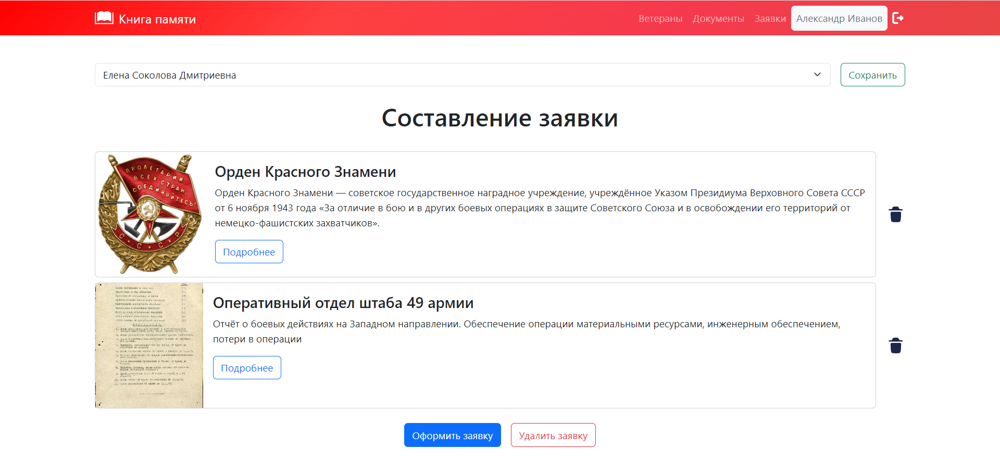 Книга памяти
Ветераны Документы Заявки Александр Иванов
Елена Соколова Дмитриевна
Сохранить
Составление заявки
ПРОЛЕТАРИИ
ВСЕХ СТРАН,
СОЕДИНЯЙТЕСЬ!
С·С·С·Р
Орден Красного Знамени
Орден Красного Знамени — советское государственное наградное учреждение, учреждённое Указом Президиума Верховного Совета СССР
от 6 ноября 1943 года «За отличие в бою и в других боевых операциях в защите Советского Союза и в освобождении его территорий от
немецко-фашистских захватчиков».
Подробнее
Оперативный отдел штаба 49 армии
Отчёт о боевых действиях на Западном направлении. Обеспечение операции материальными ресурсами, инженерным обеспечением,
потери в операции
Подробнее
Оформить заявку
Удалить заявку